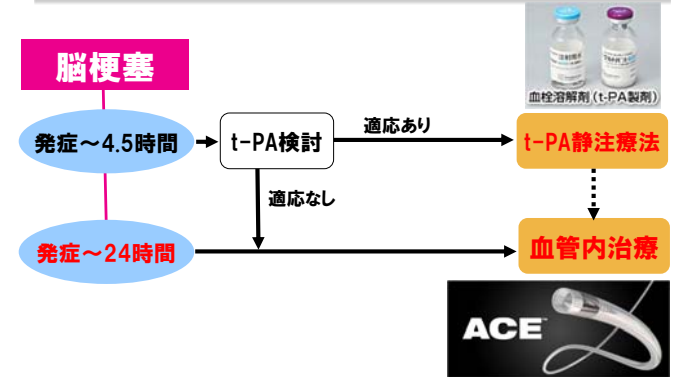 脳梗塞
血栓溶解剤(t-PA製剤)
発症～4.5時間
t-PA検討
適応あり
t-PA静注療法
適応なし
発症～24時間
血管内治療
ACE